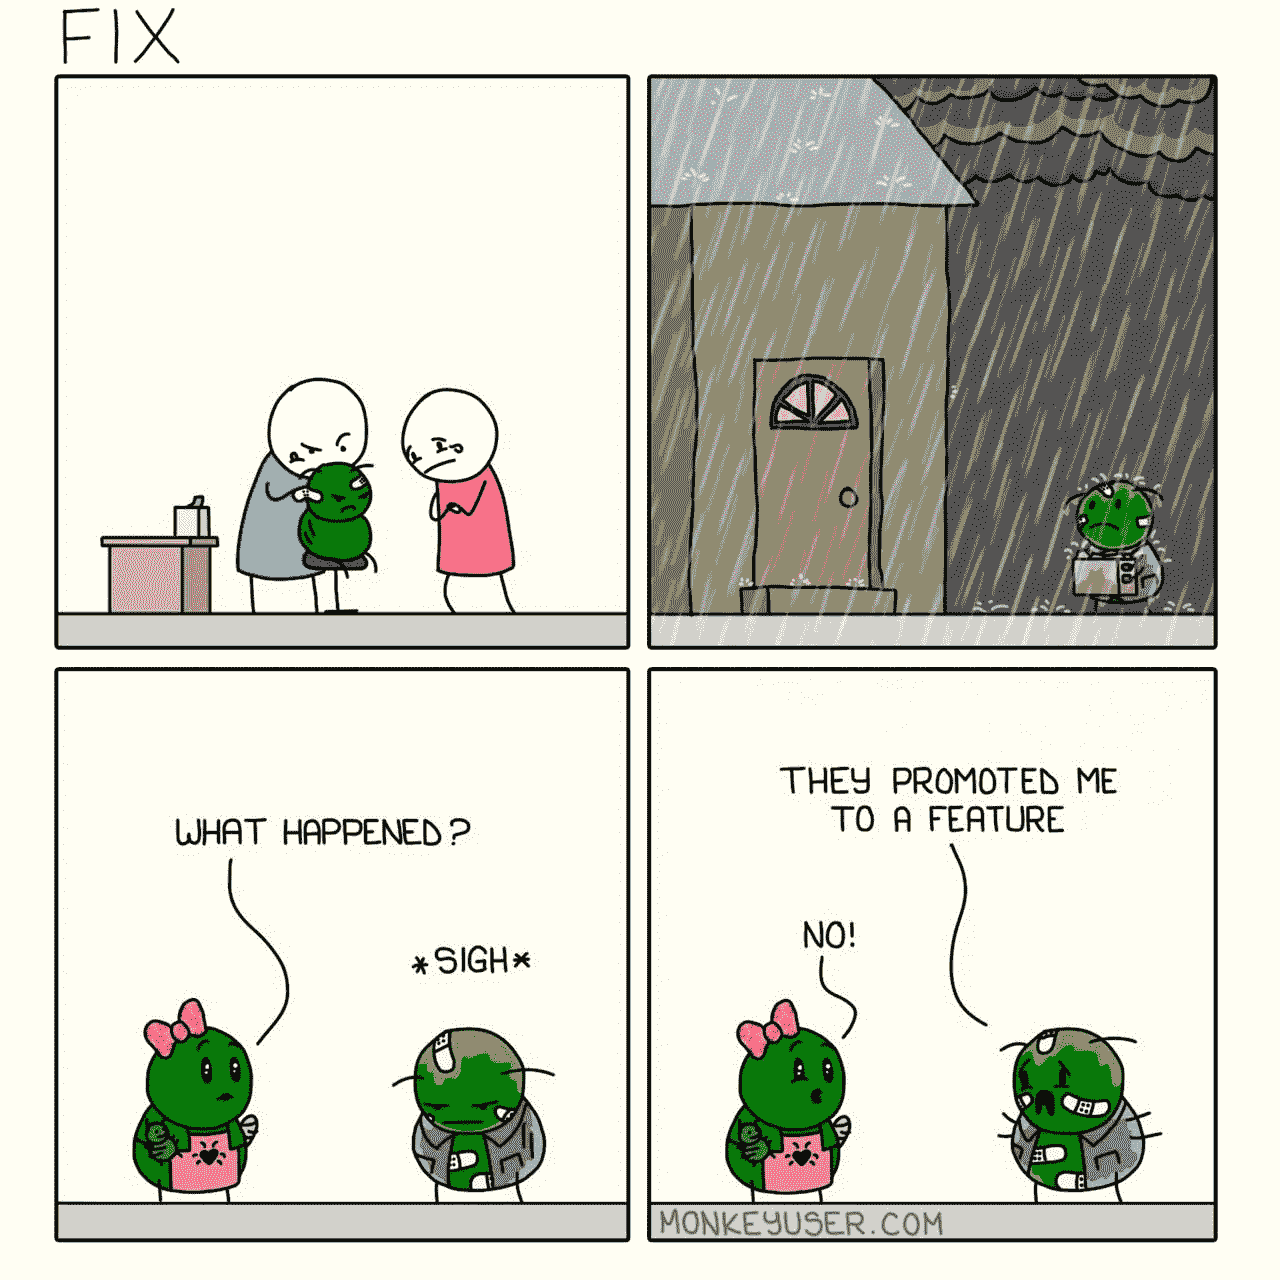 FIX
WHAT HAPPENED?
*SIGH*
THEY PROMOTED ME
TO A FEATURE
NO!
MONKEYUSER.COM